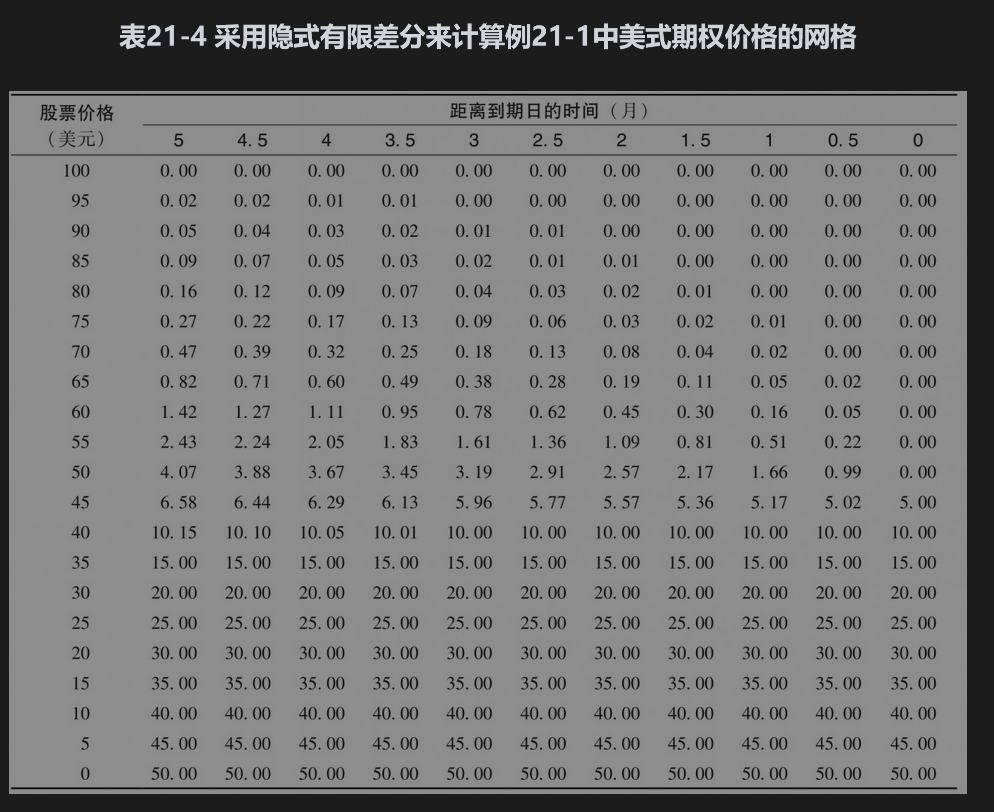 表21-4 采用隐式有限差分来计算例21-1中美式期权价格的网格
股票价格 距离到期日的时间（月）
（美元） 5 4.5 4 3.5 3 2.5 2 1.5 1 0.5 0
100 0.00 0.00 0.00 0.00 0.00 0.00 0.00 0.00 0.00 0.00 0.00
95 0.02 0.02 0.01 0.01 0.00 0.00 0.00 0.00 0.00 0.00 0.00
90 0.05 0.04 0.03 0.02 0.01 0.01 0.00 0.00 0.00 0.00 0.00
85 0.09 0.07 0.05 0.03 0.02 0.01 0.01 0.00 0.00 0.00 0.00
80 0.16 0.12 0.09 0.07 0.04 0.03 0.02 0.01 0.00 0.00 0.00
75 0.27 0.22 0.17 0.13 0.09 0.06 0.03 0.02 0.01 0.00 0.00
70 0.47 0.39 0.32 0.25 0.18 0.13 0.08 0.04 0.02 0.00 0.00
65 0.82 0.71 0.60 0.49 0.38 0.28 0.19 0.11 0.05 0.02 0.00
60 1.42 1.27 1.11 0.95 0.78 0.62 0.45 0.30 0.16 0.05 0.00
55 2.43 2.24 2.05 1.83 1.61 1.36 1.09 0.81 0.51 0.22 0.00
50 4.07 3.88 3.67 3.45 3.19 2.91 2.57 2.17 1.66 0.99 0.00
45 6.58 6.44 6.29 6.13 5.96 5.77 5.57 5.36 5.17 5.02 5.00
40 10.15 10.10 10.05 10.01 10.00 10.00 10.00 10.00 10.00 10.00 10.00
35 15.00 15.00 15.00 15.00 15.00 15.00 15.00 15.00 15.00 15.00 15.00
30 20.00 20.00 20.00 20.00 20.00 20.00 20.00 20.00 20.00 20.00 20.00
25 25.00 25.00 25.00 25.00 25.00 25.00 25.00 25.00 25.00 25.00 25.00
20 30.00 30.00 30.00 30.00 30.00 30.00 30.00 30.00 30.00 30.00 30.00
15 35.00 35.00 35.00 35.00 35.00 35.00 35.00 35.00 35.00 35.00 35.00
10 40.00 40.00 40.00 40.00 40.00 40.00 40.00 40.00 40.00 40.00 40.00
5 45.00 45.00 45.00 45.00 45.00 45.00 45.00 45.00 45.00 45.00 45.00
0 50.00 50.00 50.00 50.00 50.00 50.00 50.00 50.00 50.00 50.00 50.00